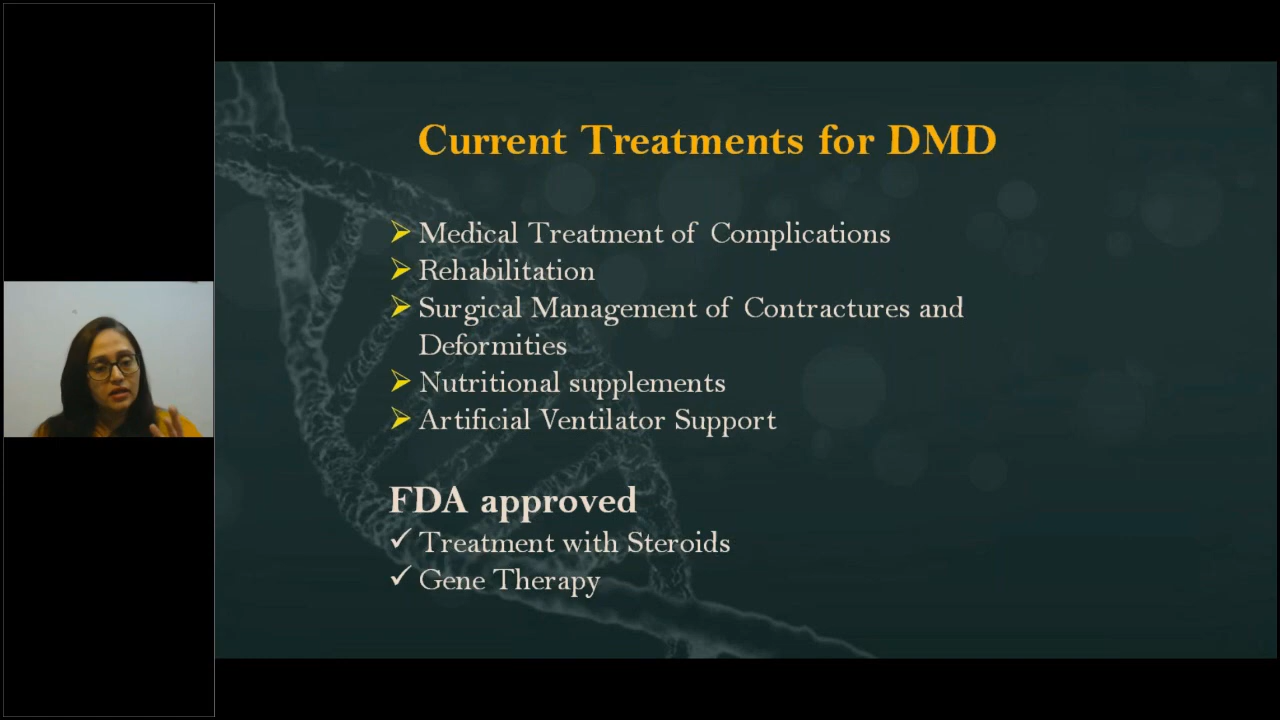 Current Treatments for DMD
Medical Treatment of Complications
Rehabilitation
Surgical Management of Contractures and
Deformities
Nutritional supplements
Artificial Ventilator Support
FDA approved
Treatment with Steroids
Gene Therapy